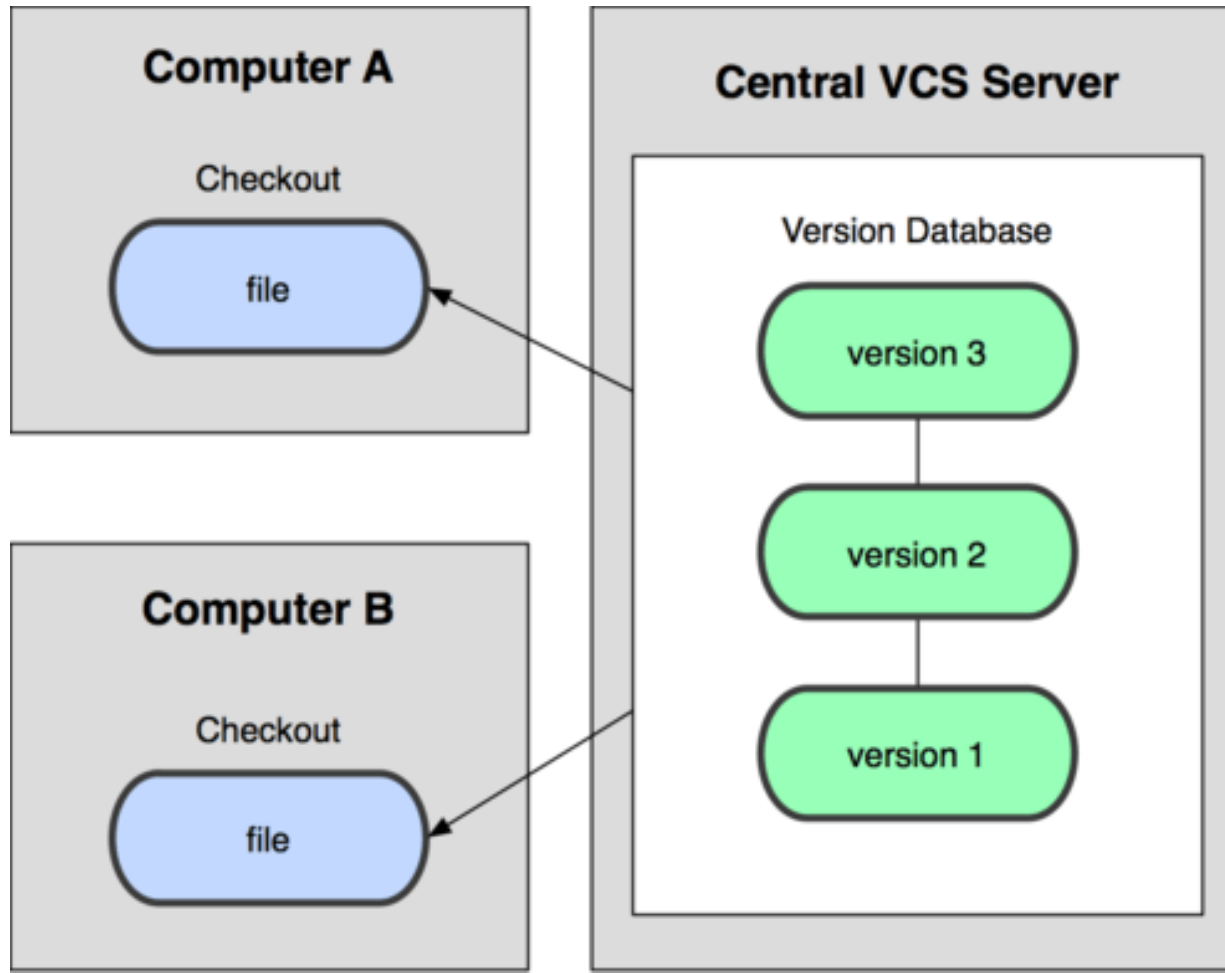 Computer A
Checkout
file
Computer B
Checkout
file
Central VCS Server
Version Database
version 3
version 2
version 1